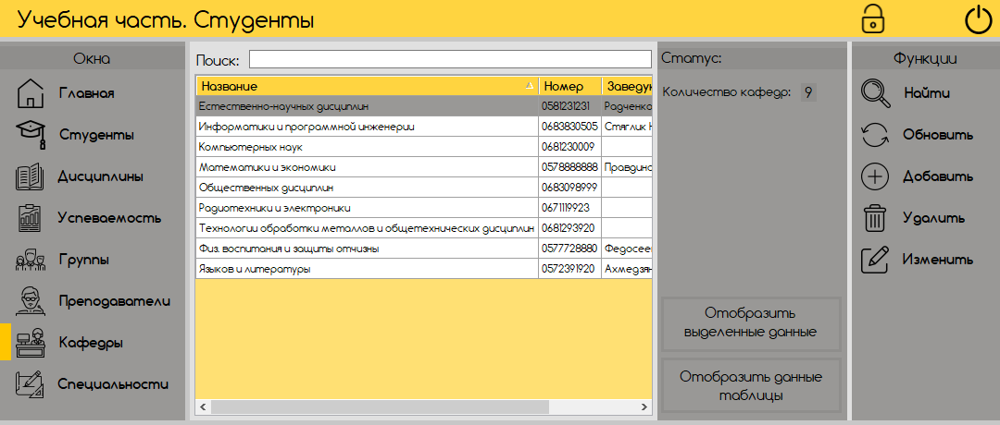 Учебная часть. Студенты
Окна
Главная
Студенты
Дисциплины
Успеваемость
Группы
Преподаватели
Кафедры
Специальности
Поиск:
Название Номер Заведу
Естественно-научных дисциплин 0581231231 Радченко
Информатики и программной инженерии 0683830505 Стяглик Н
Компьютерных наук 0681230009
Математики и экономики 0578888888 Правдин
Общественных дисциплин 0683098999
Радиотехники и электроники 0671119923
Технологии обработки металлов и общетехнических дисциплин 0681293920
Физ. воспитания и защиты отчизны 0577728880 Федосее
Языков и литературы 0572391920 Ахмедзян
Статус:
Количество кафедр: 9
Отобразить
выделенные данные
Отобразить данные
таблицы
Функции
Найти
Обновить
Добавить
Удалить
Изменить